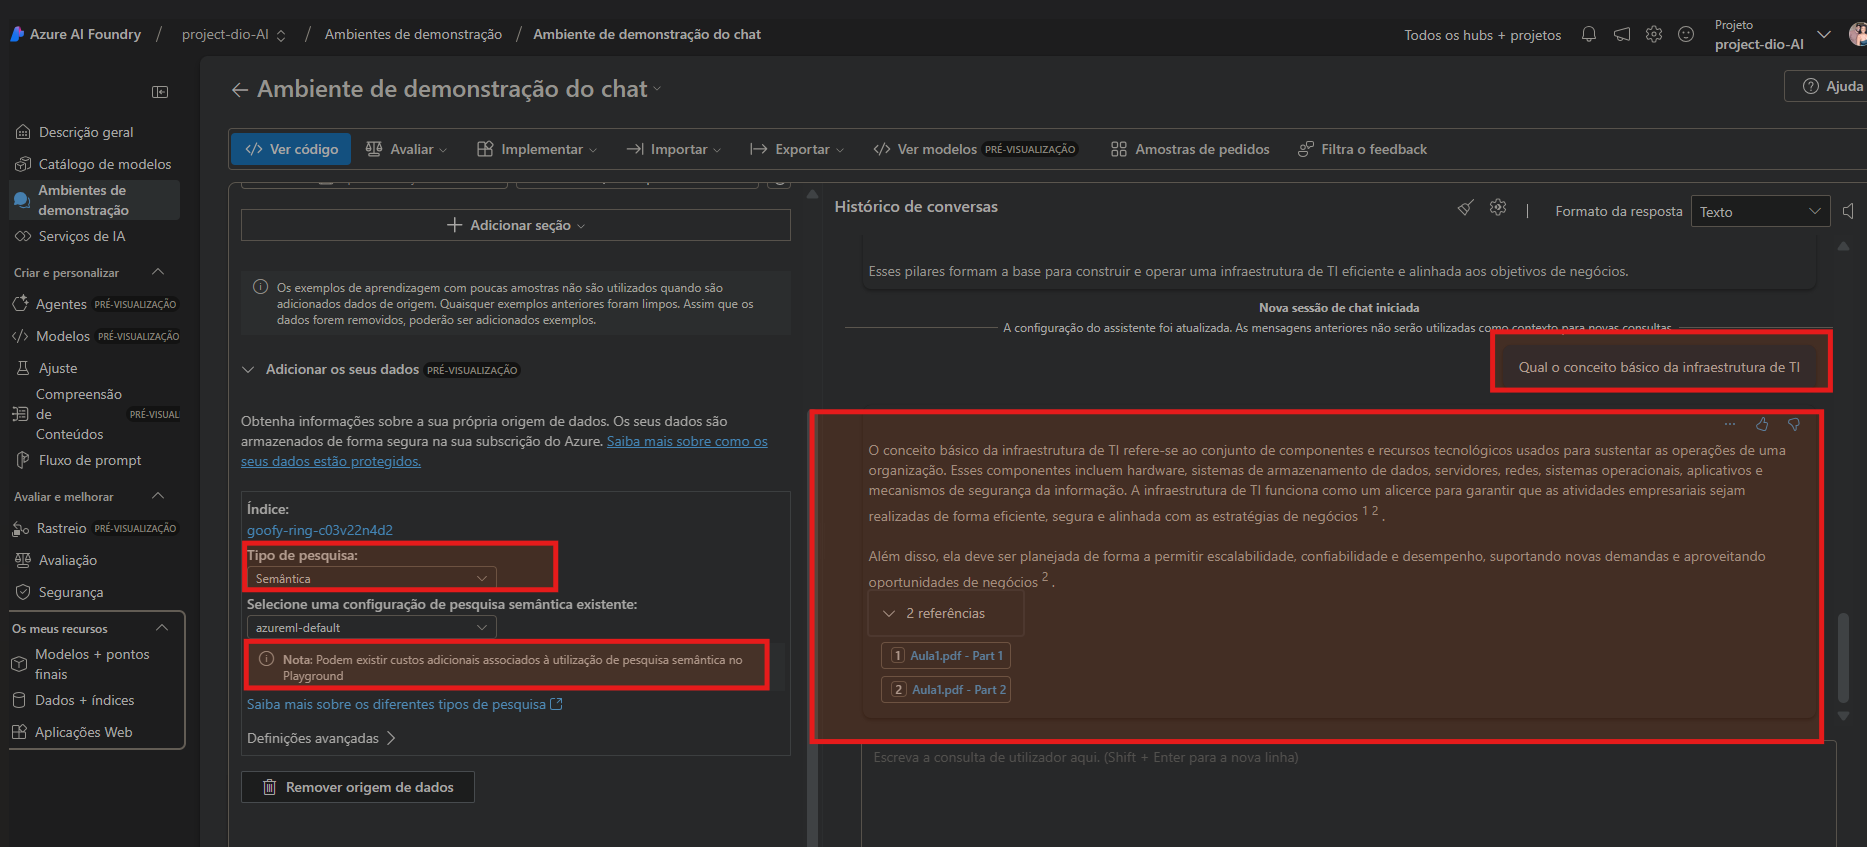 Azure AI Foundry / project-dio-AI / Ambientes de demonstração / Ambiente de demonstração do chat
Todos os hubs + projetos
Projeto
project-dio-AI
Ambiente de demonstração do chat
Ajuda
Descrição geral
Catálogo de modelos
Ambientes de
demonstração
Serviços de IA
Criar e personalizar
Agentes PRÉ-VISUALIZAÇÃO
Modelos PRÉ-VISUALIZAÇÃO
Ajuste
Compreensão
de PRÉ-VISUAL
Conteúdos
Fluxo de prompt
Avaliar e melhorar
Rastreio PRÉ-VISUALIZAÇÃO
Avaliação
Segurança
Os meus recursos
Modelos + pontos
finais
Dados + índices
Aplicações Web
Ver código
Avaliar
Implementar
Importar
Exportar
Ver modelos PRÉ-VISUALIZAÇÃO
Amostras de pedidos
Filtra o feedback
Adicionar seção
Os exemplos de aprendizagem com poucas amostras não são utilizados quando são
adicionados dados de origem. Quaisquer exemplos anteriores foram limpos. Assim que os
dados forem removidos, poderão ser adicionados exemplos.
Adicionar os seus dados PRÉ-VISUALIZAÇÃO
Obtenha informações sobre a sua própria origem de dados. Os seus dados são
armazenados de forma segura na sua subscrição do Azure. Saiba mais sobre como os
seus dados estão protegidos.
Índice:
goofy-ring-c03v22n4d2
Tipo de pesquisa:
Semântica
Selecione uma configuração de pesquisa semântica existente:
azureml-default
Nota: Podem existir custos adicionais associados à utilização de pesquisa semântica no
Playground
Saiba mais sobre os diferentes tipos de pesquisa
Definições avançadas
Remover origem de dados
Histórico de conversas
Formato da resposta
Texto
Esses pilares formam a base para construir e operar uma infraestrutura de TI eficiente e alinhada aos objetivos de negócios.
Nova sessão de chat iniciada
A configuração do assistente foi atualizada. As mensagens anteriores não serão utilizadas como contexto para novas consultas.
Qual o conceito básico da infraestrutura de TI
O conceito básico da infraestrutura de TI refere-se ao conjunto de componentes e recursos tecnológicos usados para sustentar as operações de uma
organização. Esses componentes incluem hardware, sistemas de armazenamento de dados, servidores, redes, sistemas operacionais, aplicativos e
mecanismos de segurança da informação. A infraestrutura de TI funciona como um alicerce para garantir que as atividades empresariais sejam
realizadas de forma eficiente, segura e alinhada com as estratégias de negócios 1 2 .
Além disso, ela deve ser planejada de forma a permitir escalabilidade, confiabilidade e desempenho, suportando novas demandas e aproveitando
oportunidades de negócios 2 .
2 referências
1 Aula1.pdf - Part 1
2 Aula1.pdf - Part 2
Escreva a consulta de utilizador aqui. (Shift + Enter para a nova linha)